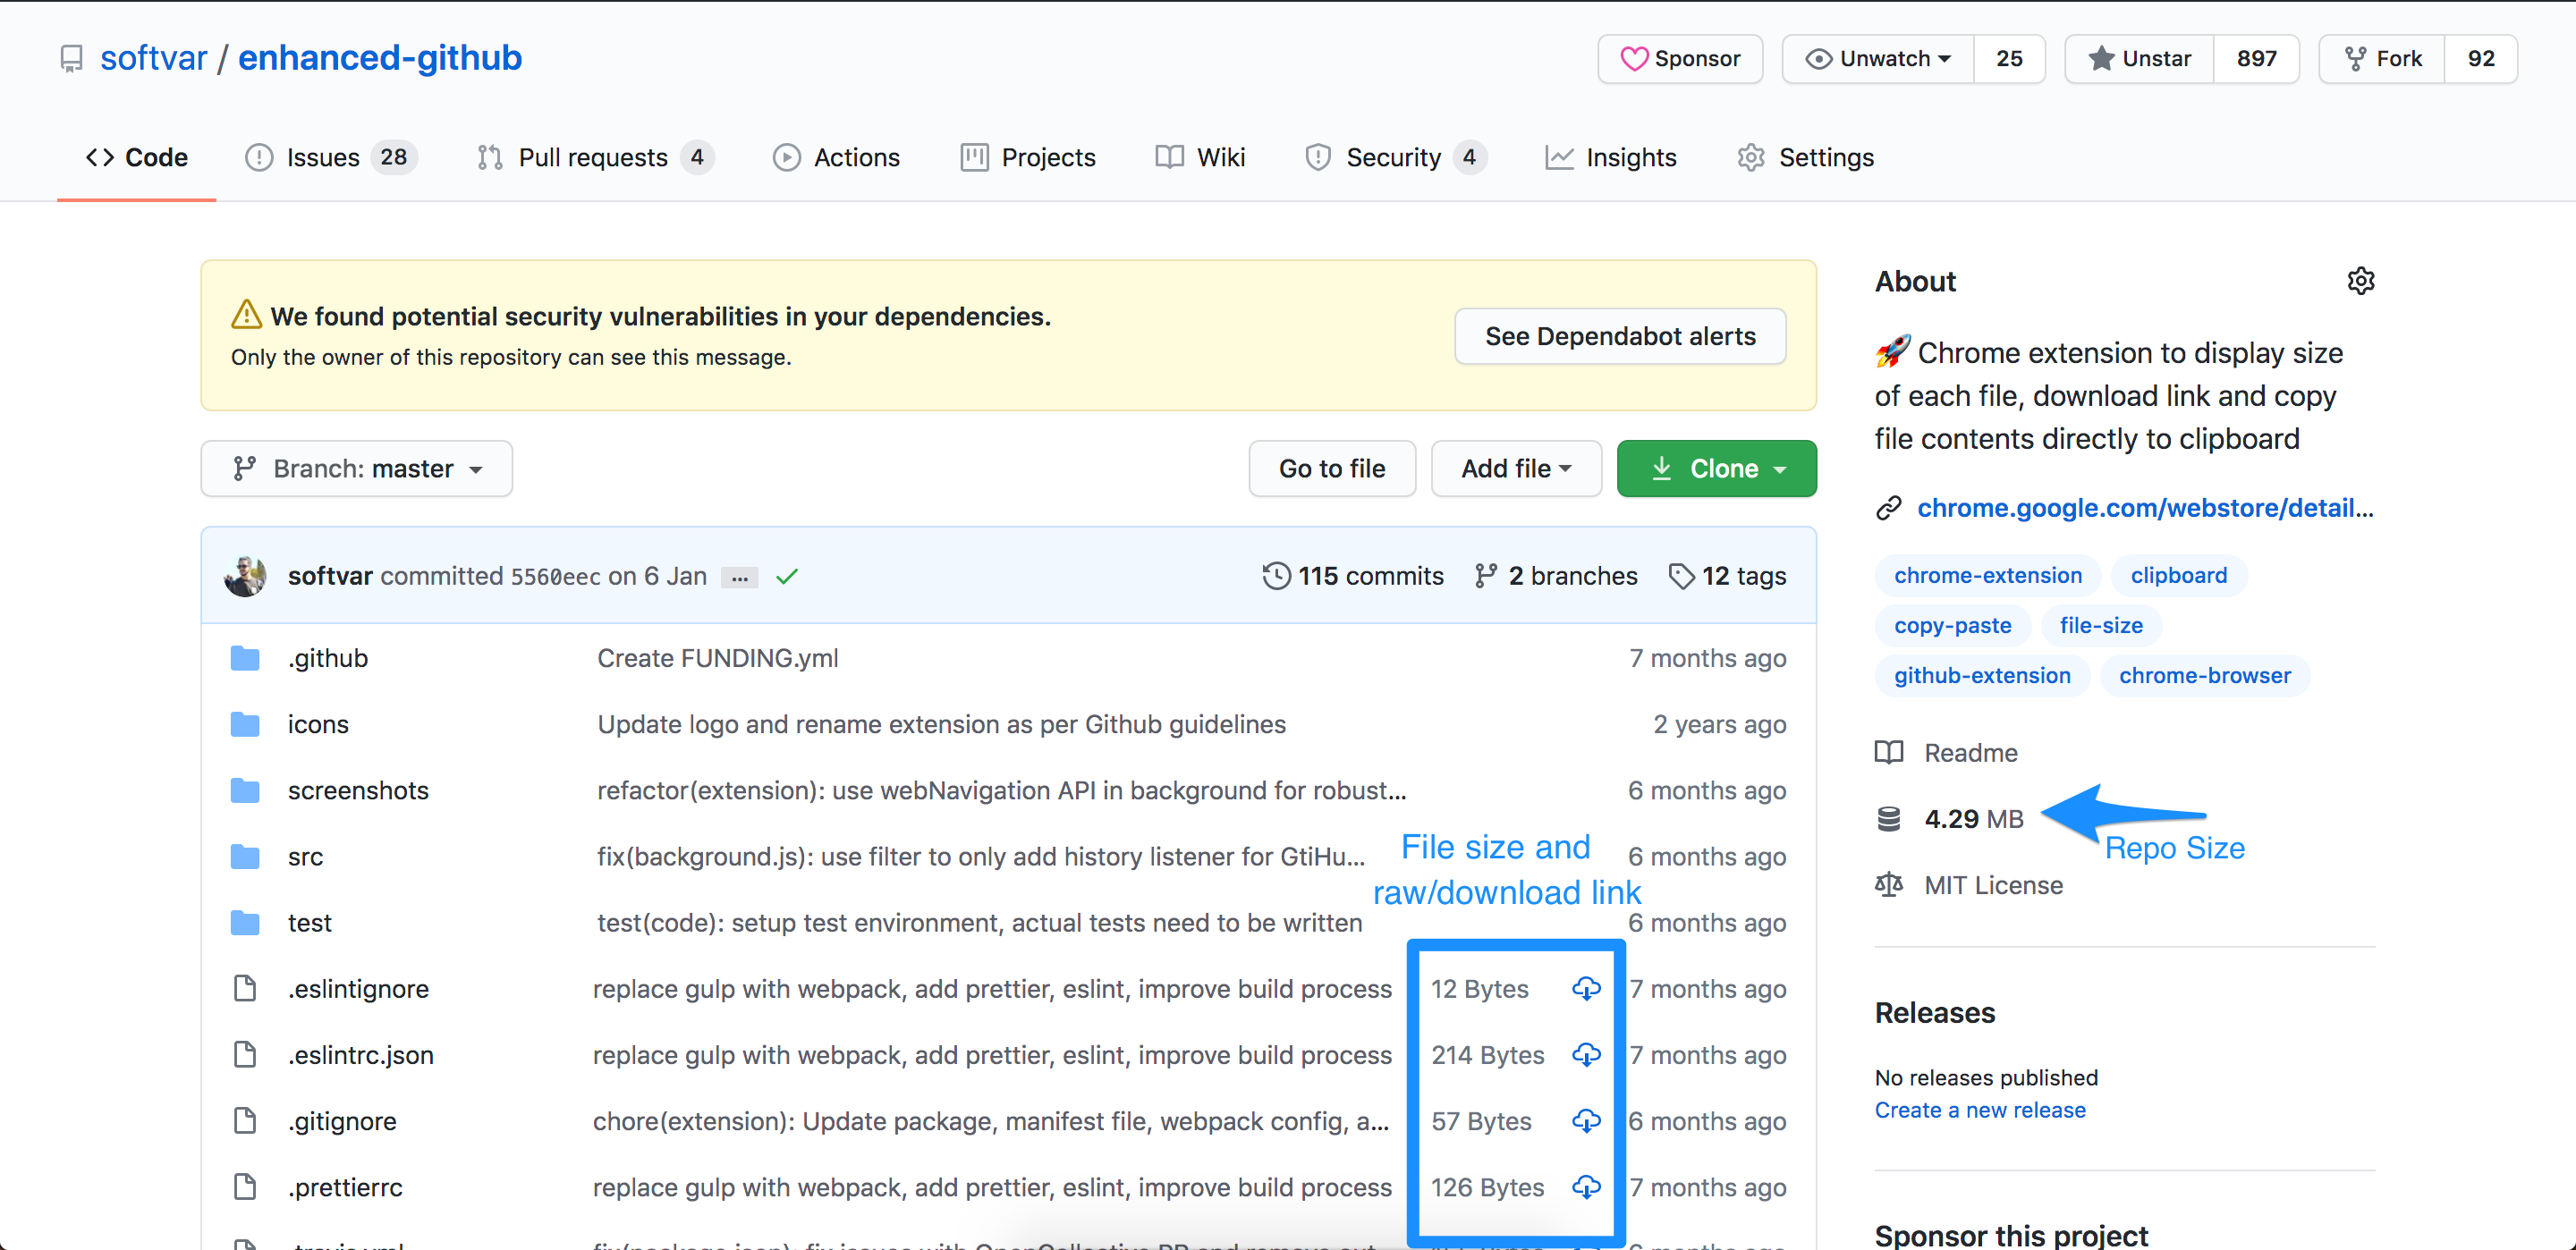 softvar / enhanced-github
Sponsor
Unwatch 25
Unstar 897
Fork 92
Code
Issues 28
Pull requests 4
Actions
Projects
Wiki
Security 4
Insights
Settings
We found potential security vulnerabilities in your dependencies.
Only the owner of this repository can see this message.
See Dependabot alerts
Branch: master
Go to file
Add file
Clone
softvar committed 5560eec on 6 Jan ...
115 commits
2 branches
12 tags
.github Create FUNDING.yml 7 months ago
icons Update logo and rename extension as per Github guidelines 2 years ago
screenshots refactor(extension): use webNavigation API in background for robust... 6 months ago
src fix(background.js): use filter to only add history listener for GtiHu... 6 months ago
test test(code): setup test environment, actual tests need to be written 6 months ago
File size and
raw/download link
.eslintignore replace gulp with webpack, add prettier, eslint, improve build process 12 Bytes 7 months ago
.eslintrc.json replace gulp with webpack, add prettier, eslint, improve build process 214 Bytes 7 months ago
.gitignore chore(extension): Update package, manifest file, webpack config, a... 57 Bytes 6 months ago
.prettierrc replace gulp with webpack, add prettier, eslint, improve build process 126 Bytes 7 months ago
About
🚀 Chrome extension to display size
of each file, download link and copy
file contents directly to clipboard
chrome.google.com/webstore/detail...
chrome-extension clipboard
copy-paste file-size
github-extension chrome-browser
Readme
4.29 MB
Repo Size
MIT License
Releases
No releases published
Create a new release
Sponsor this project